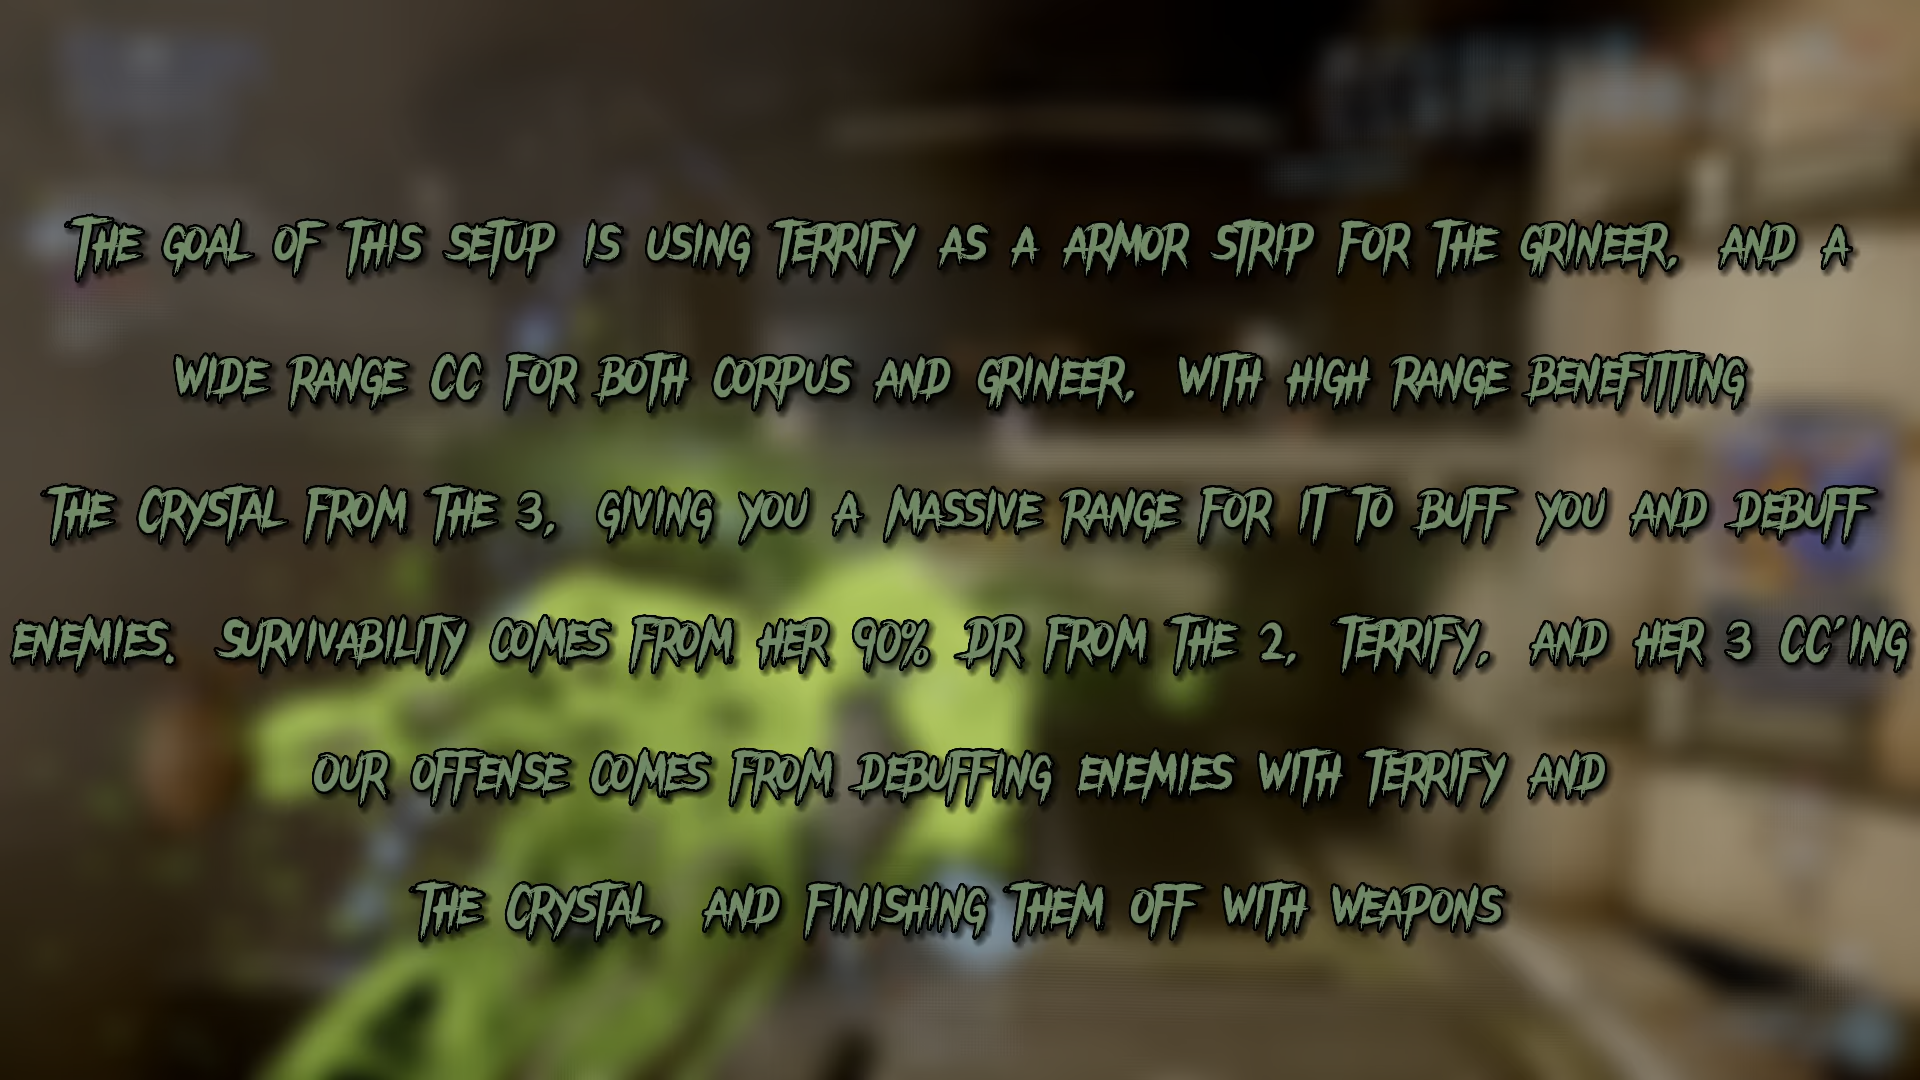 The goal of this setup is using Terrify as a armor strip for the Grineer, and a
wide range CC for both Corpus and Grineer, with high range benefitting
the Crystal from the 3, giving you a massive range for it to buff you and debuff
enemies. Survivability comes from her 90% DR from the 2, Terrify, and her 3 CC'ing
Our offense comes from debuffing enemies with Terrify and
the Crystal, and finishing them off with weapons